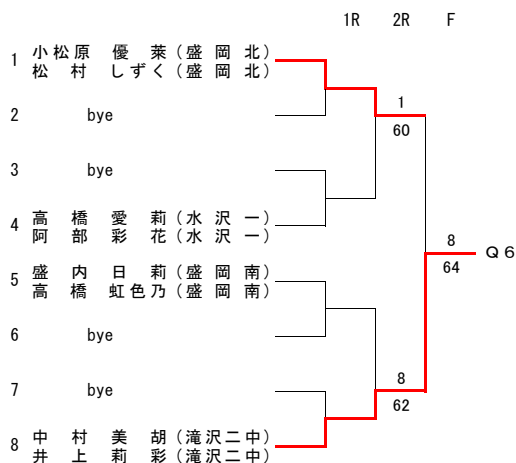 1R 2R F
1 小松原 優 莱（盛 岡 北）
松 村 しずく（盛 岡 北）
2 bye
1
60
3 bye
4 高 橋 愛 莉（水 沢 一）
阿 部 彩 花（水 沢 一）
8
64
Q６
5 盛 内 日 莉（盛 岡 南）
高 橋 虹色乃（盛 岡 南）
6 bye
7 bye
8
62
8 中 村 美 胡（滝沢二中）
井 上 莉 彩（滝沢二中）